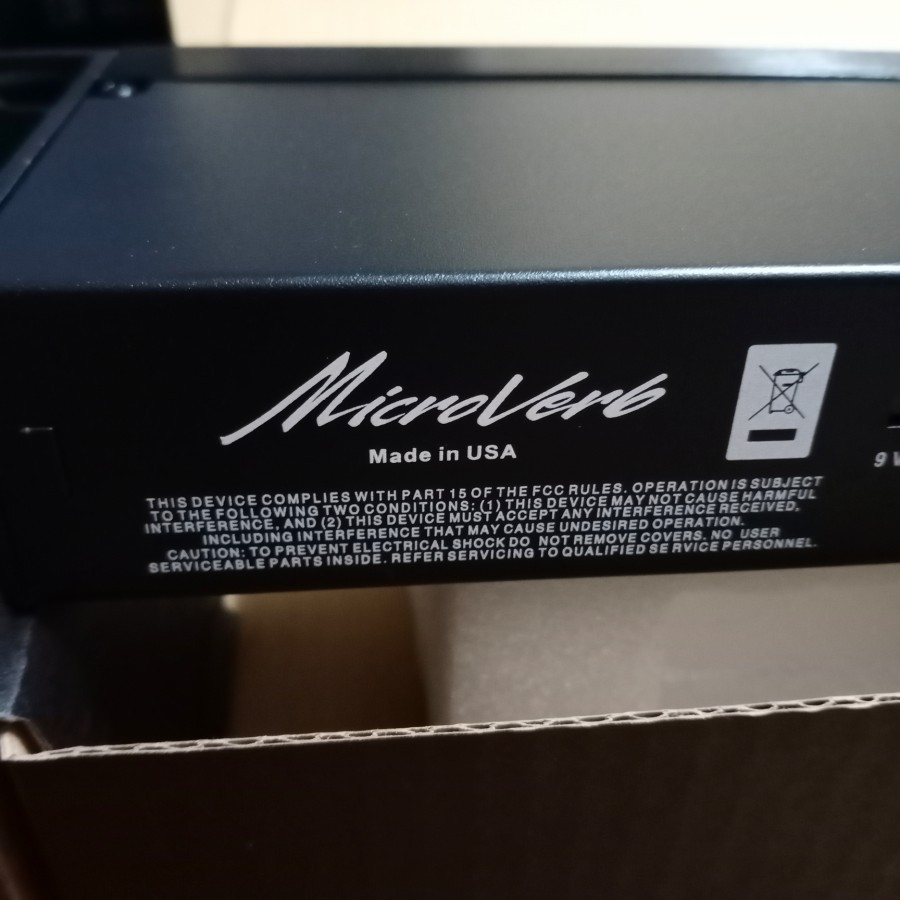 MicroVerb
Made in USA
THIS DEVICE COMPLIES WITH PART 15 OF THE FCC RULES. OPERATION IS SUBJECT
TO THE FOLLOWING TWO CONDITIONS: (1) THIS DEVICE MAY NOT CAUSE HARMFUL
INTERFERENCE, AND (2) THIS DEVICE MUST ACCEPT ANY INTERFERENCE RECEIVED,
INCLUDING INTERFERENCE THAT MAY CAUSE UNDESIRED OPERATION.
CAUTION: TO PREVENT ELECTRICAL SHOCK DO NOT REMOVE COVERS. NO USER
SERVICEABLE PARTS INSIDE. REFER SERVICING TO QUALIFIED SERVICE PERSONNEL.
9